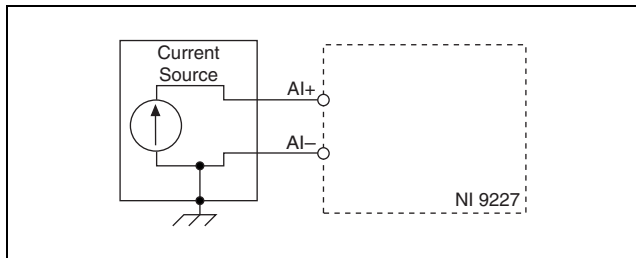 Current
Source
AI+
AI–
NI 9227